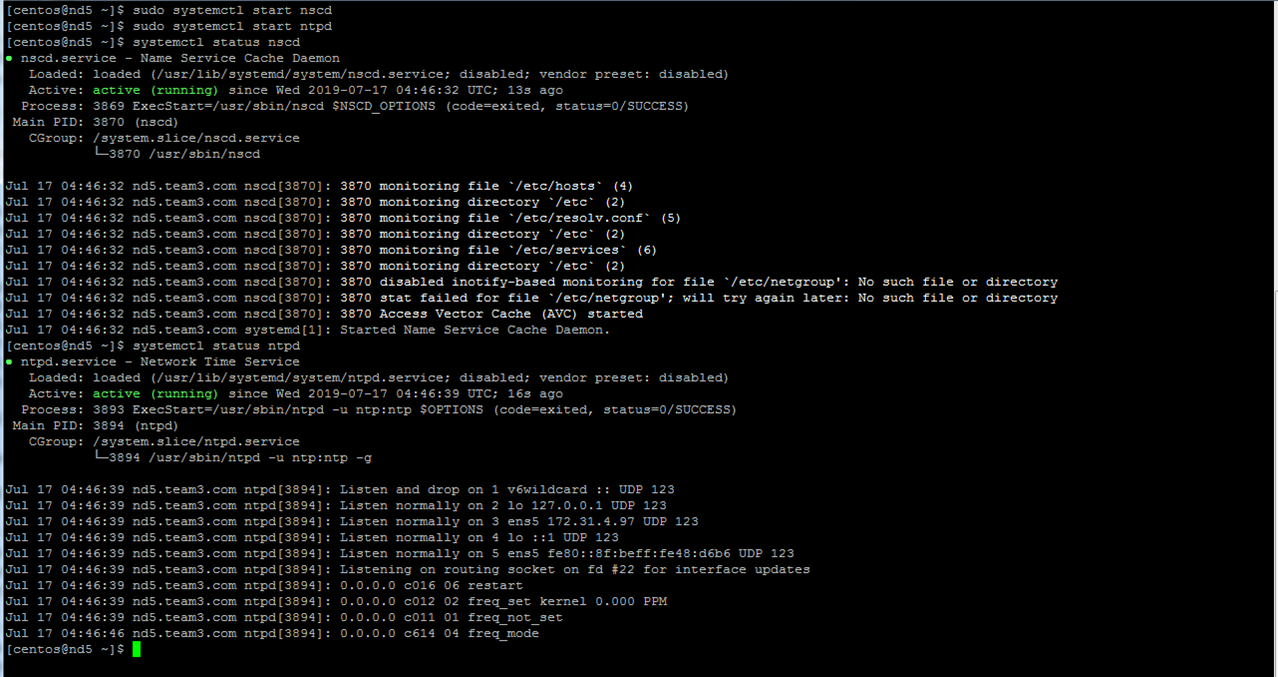 [centos@nd5 ~]$ sudo systemctl start nscd
[centos@nd5 ~]$ sudo systemctl start ntpd
[centos@nd5 ~]$ systemctl status nscd
● nscd.service - Name Service Cache Daemon
   Loaded: loaded (/usr/lib/systemd/system/nscd.service; disabled; vendor preset: disabled)
   Active: active (running) since Wed 2019-07-17 04:46:32 UTC; 13s ago
  Process: 3869 ExecStart=/usr/sbin/nscd $NSCD_OPTIONS (code=exited, status=0/SUCCESS)
 Main PID: 3870 (nscd)
   CGroup: /system.slice/nscd.service
           └─3870 /usr/sbin/nscd

Jul 17 04:46:32 nd5.team3.com nscd[3870]: 3870 monitoring file `/etc/hosts` (4)
Jul 17 04:46:32 nd5.team3.com nscd[3870]: 3870 monitoring directory `/etc` (2)
Jul 17 04:46:32 nd5.team3.com nscd[3870]: 3870 monitoring file `/etc/resolv.conf` (5)
Jul 17 04:46:32 nd5.team3.com nscd[3870]: 3870 monitoring directory `/etc` (2)
Jul 17 04:46:32 nd5.team3.com nscd[3870]: 3870 monitoring file `/etc/services` (6)
Jul 17 04:46:32 nd5.team3.com nscd[3870]: 3870 monitoring directory `/etc` (2)
Jul 17 04:46:32 nd5.team3.com nscd[3870]: 3870 disabled inotify-based monitoring for file `/etc/netgroup': No such file or directory
Jul 17 04:46:32 nd5.team3.com nscd[3870]: 3870 stat failed for file `/etc/netgroup'; will try again later: No such file or directory
Jul 17 04:46:32 nd5.team3.com nscd[3870]: 3870 Access Vector Cache (AVC) started
Jul 17 04:46:32 nd5.team3.com systemd[1]: Started Name Service Cache Daemon.
[centos@nd5 ~]$ systemctl status ntpd
● ntpd.service - Network Time Service
   Loaded: loaded (/usr/lib/systemd/system/ntpd.service; disabled; vendor preset: disabled)
   Active: active (running) since Wed 2019-07-17 04:46:39 UTC; 16s ago
  Process: 3893 ExecStart=/usr/sbin/ntpd -u ntp:ntp $OPTIONS (code=exited, status=0/SUCCESS)
 Main PID: 3894 (ntpd)
   CGroup: /system.slice/ntpd.service
           └─3894 /usr/sbin/ntpd -u ntp:ntp -g

Jul 17 04:46:39 nd5.team3.com ntpd[3894]: Listen and drop on 1 v6wildcard :: UDP 123
Jul 17 04:46:39 nd5.team3.com ntpd[3894]: Listen normally on 2 lo 127.0.0.1 UDP 123
Jul 17 04:46:39 nd5.team3.com ntpd[3894]: Listen normally on 3 ens5 172.31.4.97 UDP 123
Jul 17 04:46:39 nd5.team3.com ntpd[3894]: Listen normally on 4 lo ::1 UDP 123
Jul 17 04:46:39 nd5.team3.com ntpd[3894]: Listen normally on 5 ens5 fe80::8f:beff:fe48:d6b6 UDP 123
Jul 17 04:46:39 nd5.team3.com ntpd[3894]: Listening on routing socket on fd #22 for interface updates
Jul 17 04:46:39 nd5.team3.com ntpd[3894]: 0.0.0.0 c016 06 restart
Jul 17 04:46:39 nd5.team3.com ntpd[3894]: 0.0.0.0 c012 02 freq_set kernel 0.000 PPM
Jul 17 04:46:39 nd5.team3.com ntpd[3894]: 0.0.0.0 c011 01 freq_not_set
Jul 17 04:46:46 nd5.team3.com ntpd[3894]: 0.0.0.0 c614 04 freq_mode
[centos@nd5 ~]$